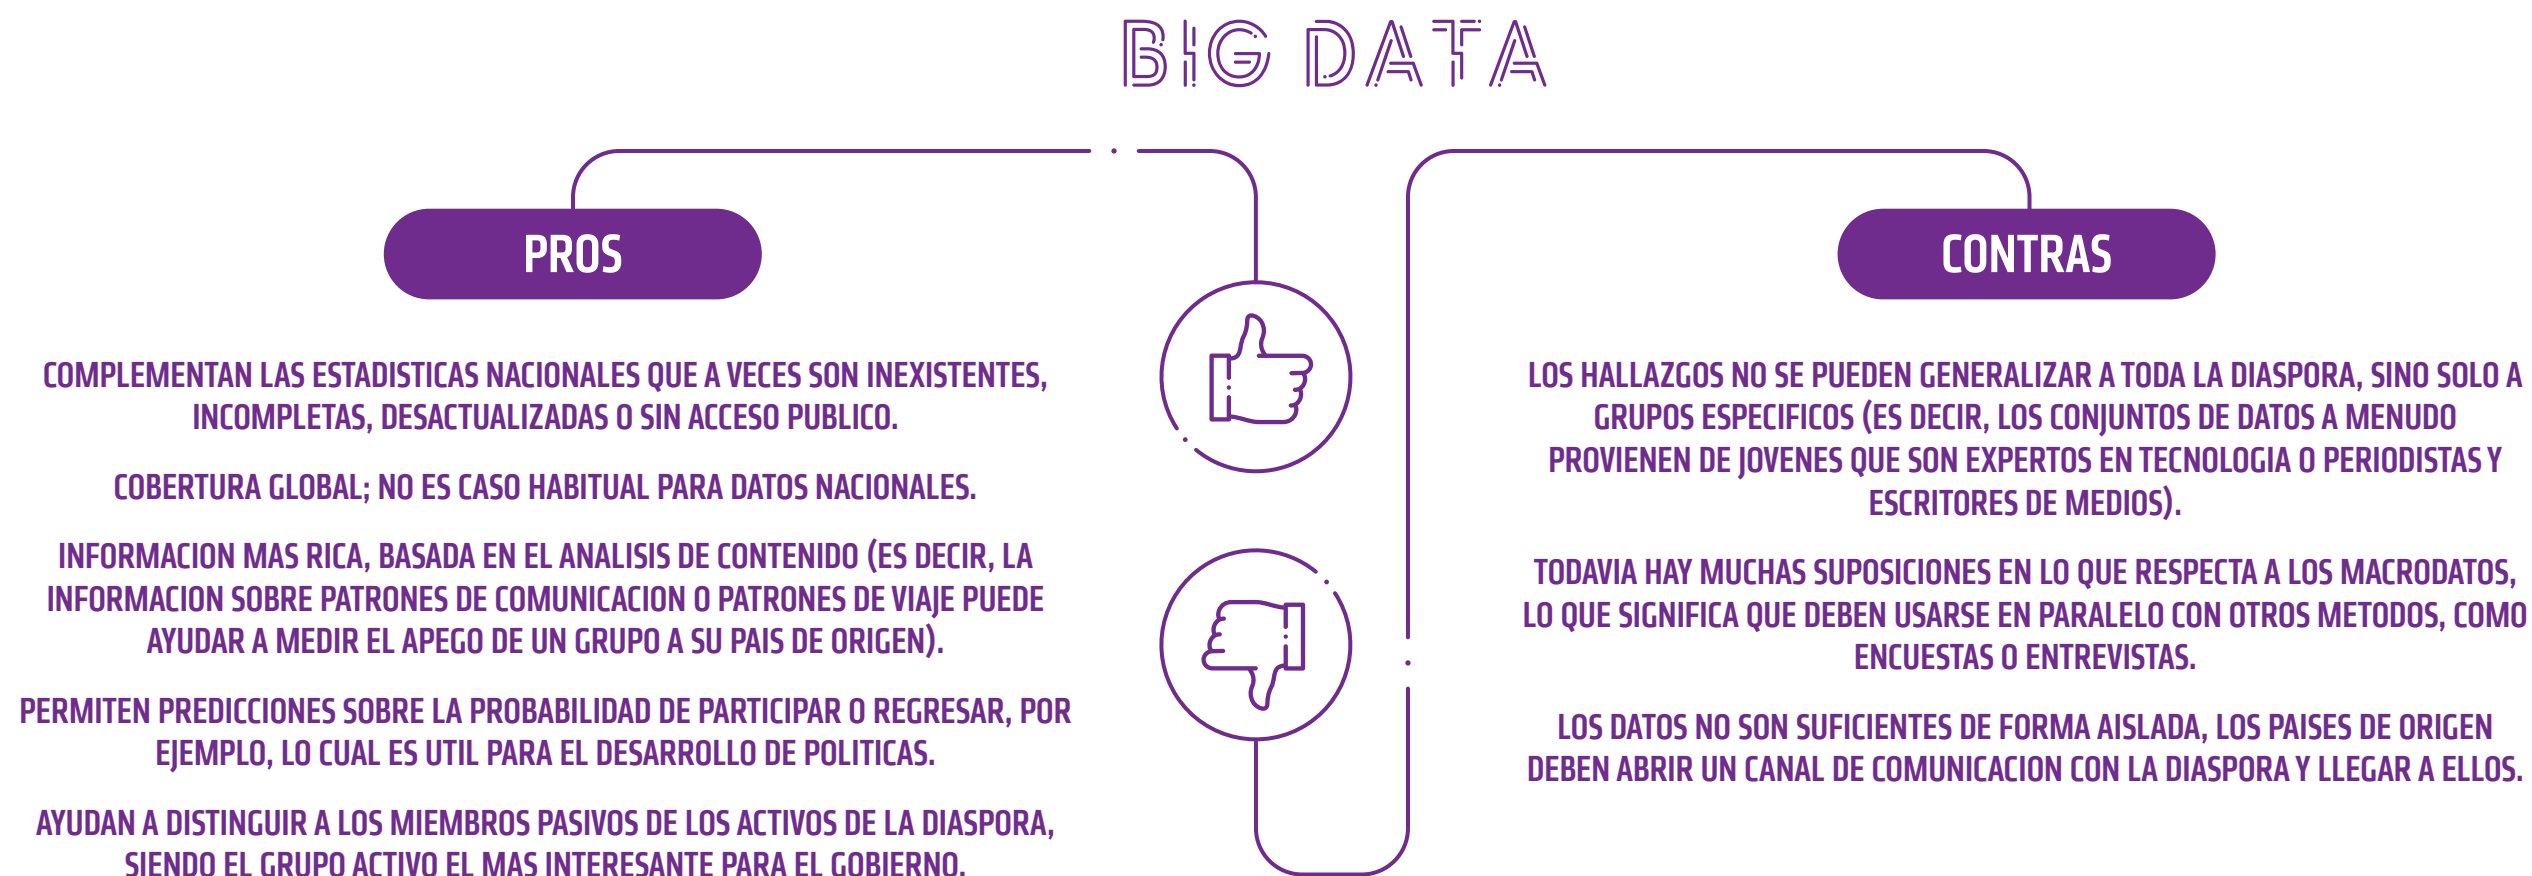 BIG DATA
PROS
COMPLEMENTAN LAS ESTADISTICAS NACIONALES QUE A VECES SON INEXISTENTES,
INCOMPLETAS, DESACTUALIZADAS O SIN ACCESO PUBLICO.
COBERTURA GLOBAL; NO ES CASO HABITUAL PARA DATOS NACIONALES.
INFORMACION MAS RICA, BASADA EN EL ANALISIS DE CONTENIDO (ES DECIR, LA
INFORMACION SOBRE PATRONES DE COMUNICACION O PATRONES DE VIAJE PUEDE
AYUDAR A MEDIR EL APEGO DE UN GRUPO A SU PAIS DE ORIGEN).
PERMITEN PREDICCIONES SOBRE LA PROBABILIDAD DE PARTICIPAR O REGRESAR, POR
EJEMPLO, LO CUAL ES UTIL PARA EL DESARROLLO DE POLITICAS.
AYUDAN A DISTINGUIR A LOS MIEMBROS PASIVOS DE LOS ACTIVOS DE LA DIASPORA,
SIENDO EL GRUPO ACTIVO EL MAS INTERESANTE PARA EL GOBIERNO.
CONTRAS
LOS HALLAZGOS NO SE PUEDEN GENERALIZAR A TODA LA DIASPORA, SINO SOLO A
GRUPOS ESPECIFICOS (ES DECIR, LOS CONJUNTOS DE DATOS A MENUDO
PROVIENEN DE JOVENES QUE SON EXPERTOS EN TECNOLOGIA O PERIODISTAS Y
ESCRITORES DE MEDIOS).
TODAVIA HAY MUCHAS SUPOSICIONES EN LO QUE RESPECTA A LOS MACRODATOS,
LO QUE SIGNIFICA QUE DEBEN USARSE EN PARALELO CON OTROS METODOS, COMO
ENCUESTAS O ENTREVISTAS.
LOS DATOS NO SON SUFICIENTES DE FORMA AISLADA, LOS PAISES DE ORIGEN
DEBEN ABRIR UN CANAL DE COMUNICACION CON LA DIASPORA Y LLEGAR A ELLOS.